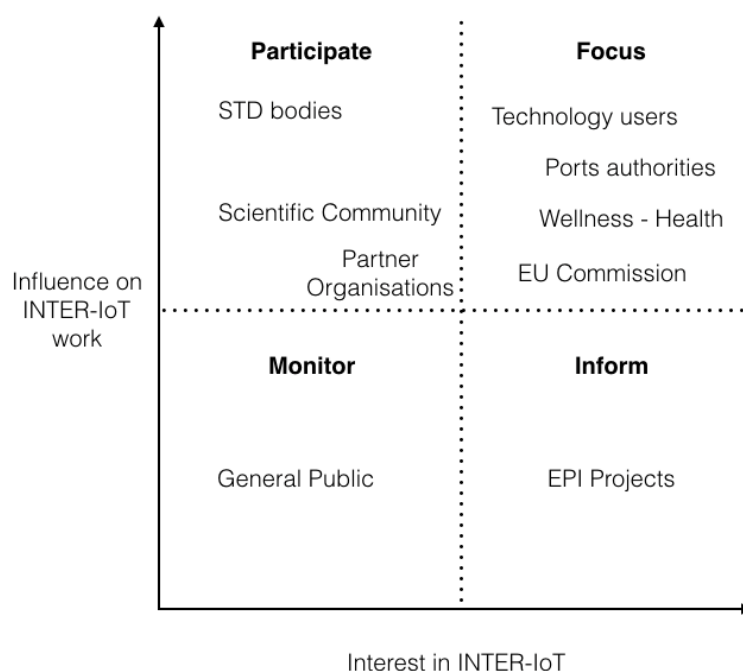 Participate
Focus
STD bodies
Technology users
Ports authorities
Scientific Community
Wellness - Health
Partner
Organisations
EU Commission
Influence on
INTER-IoT
work
Monitor
Inform
General Public
EPI Projects
Interest in INTER-IoT